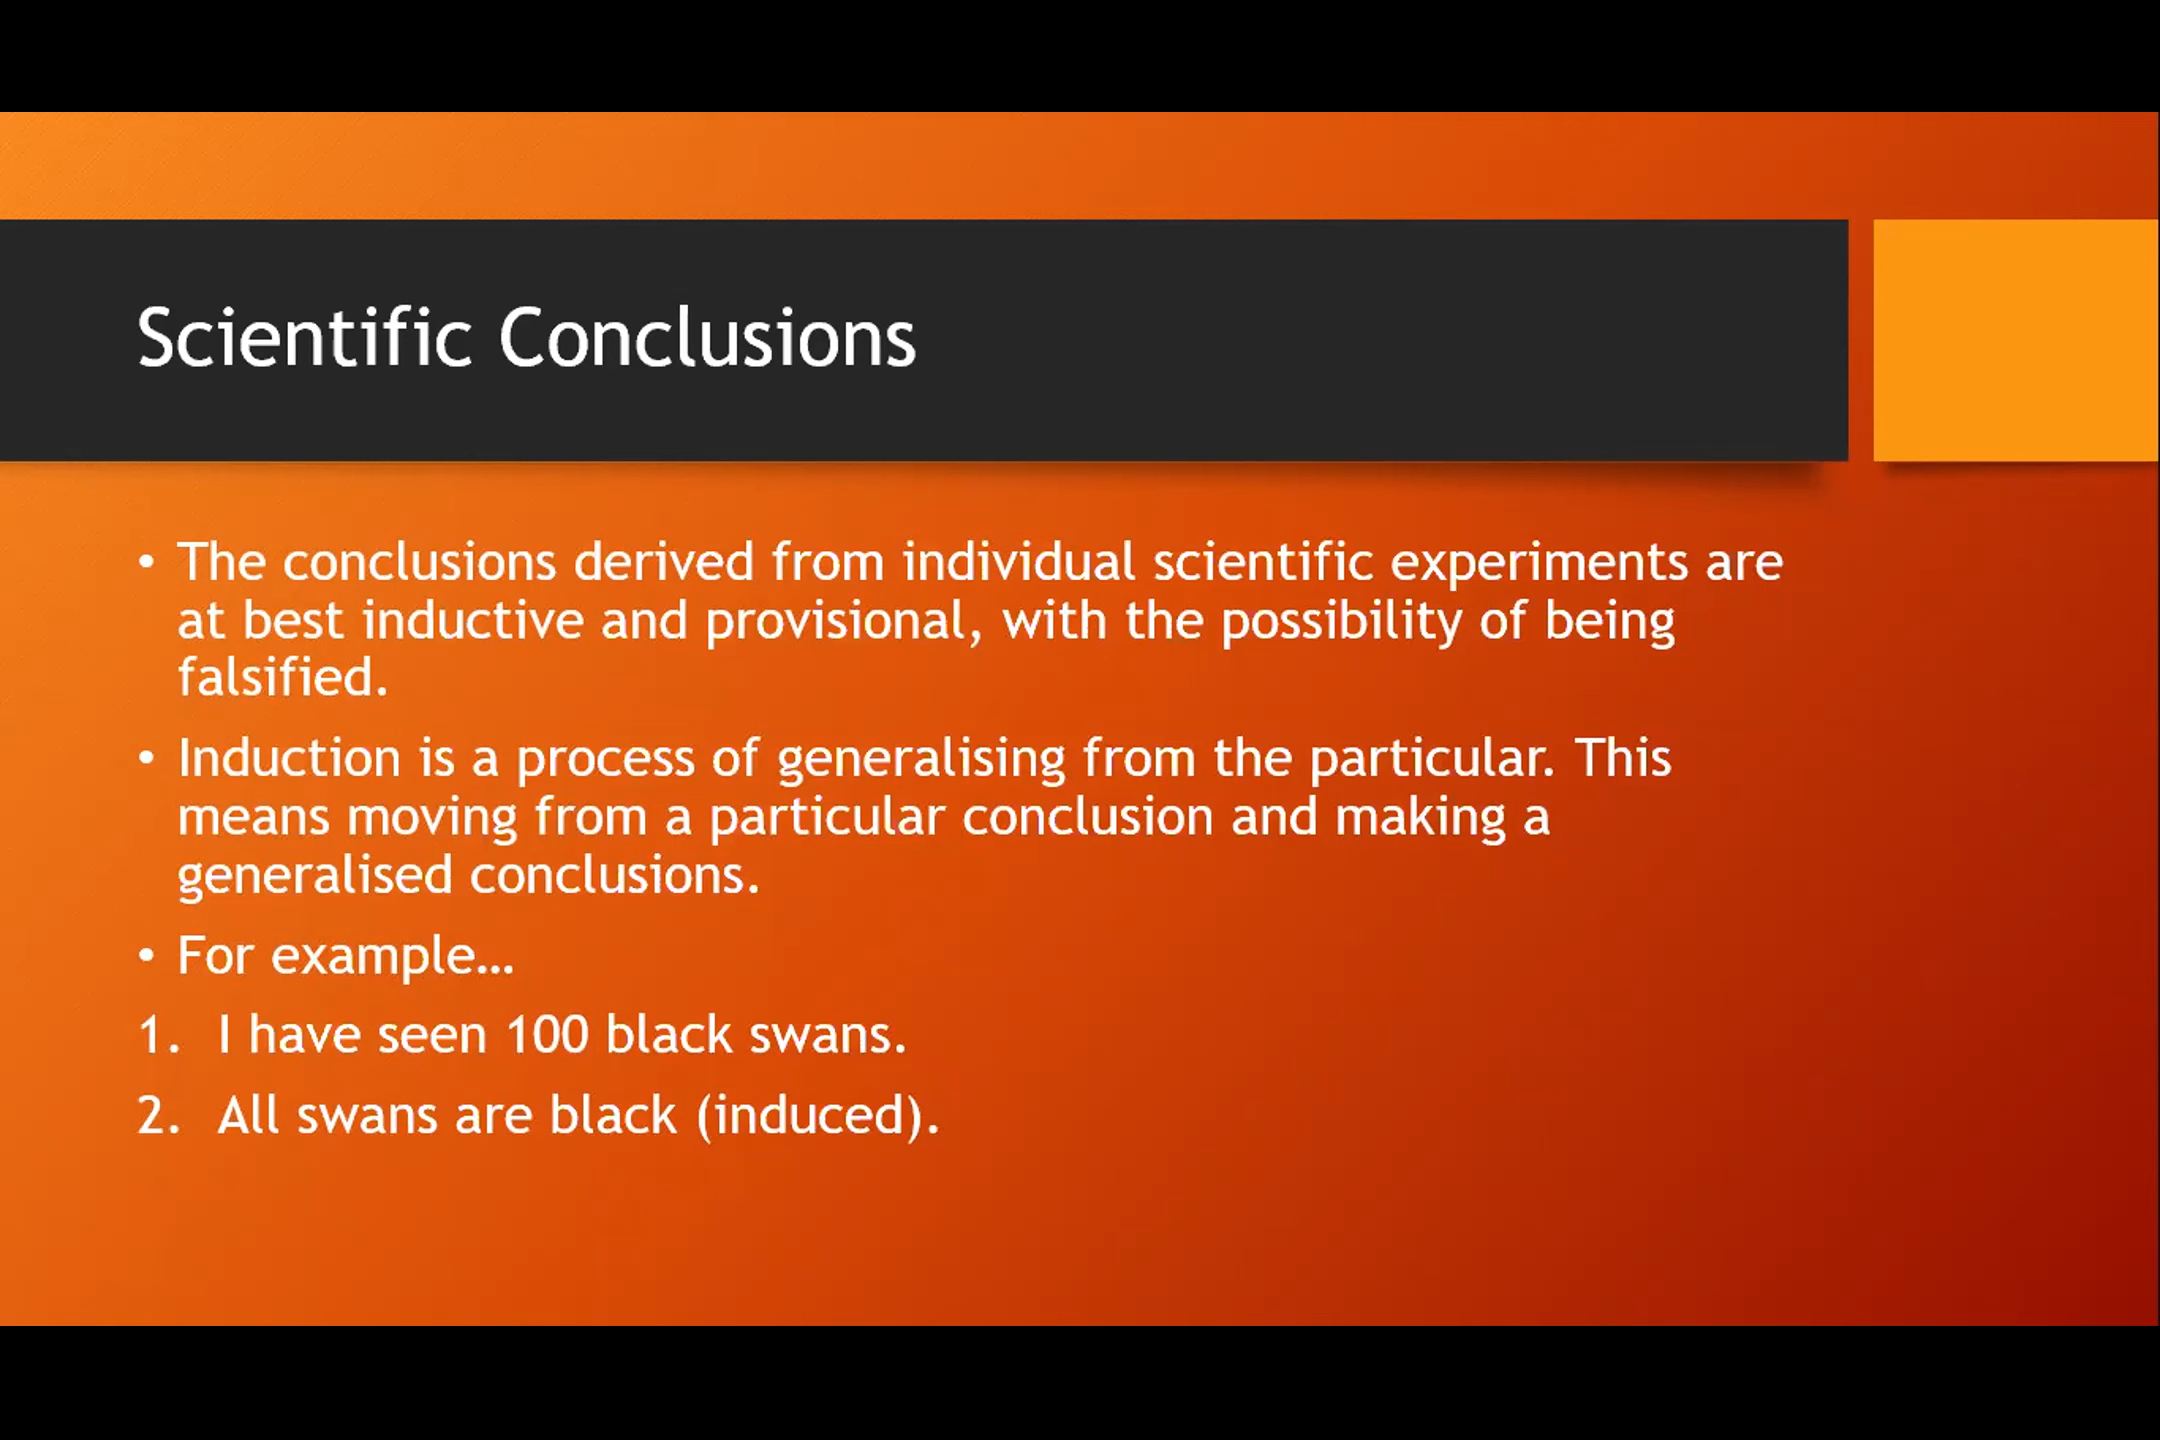 Scientific Conclusions
• The conclusions derived from individual scientific experiments are
at best inductive and provisional, with the possibility of being
falsified.
• Induction is a process of generalising from the particular. This
means moving from a particular conclusion and making a
generalised conclusions.
• For example…
1. I have seen 100 black swans.
2. All swans are black (induced).